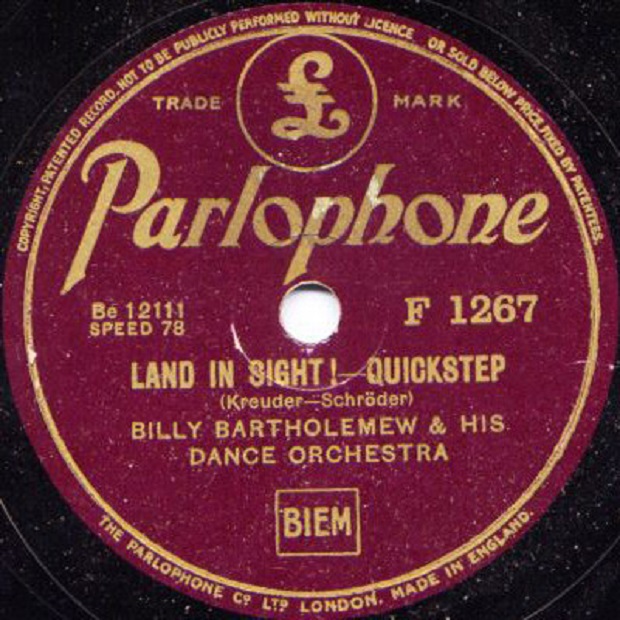 COPYRIGHT, PATENTED RECORD, NOT TO BE PUBLICLY PERFORMED WITHOUT LICENCE OR SOLD BELOW PRICE FIXED BY PATENTEES.
£
TRADE MARK
Parlophone
Be 12111
SPEED 78
F 1267
LAND IN SIGHT!—QUICKSTEP
(Kreuder—Schröder)
BILLY BARTHOLEMEW & HIS
DANCE ORCHESTRA
BIEM
THE PARLOPHONE Co LTD LONDON. MADE IN ENGLAND.